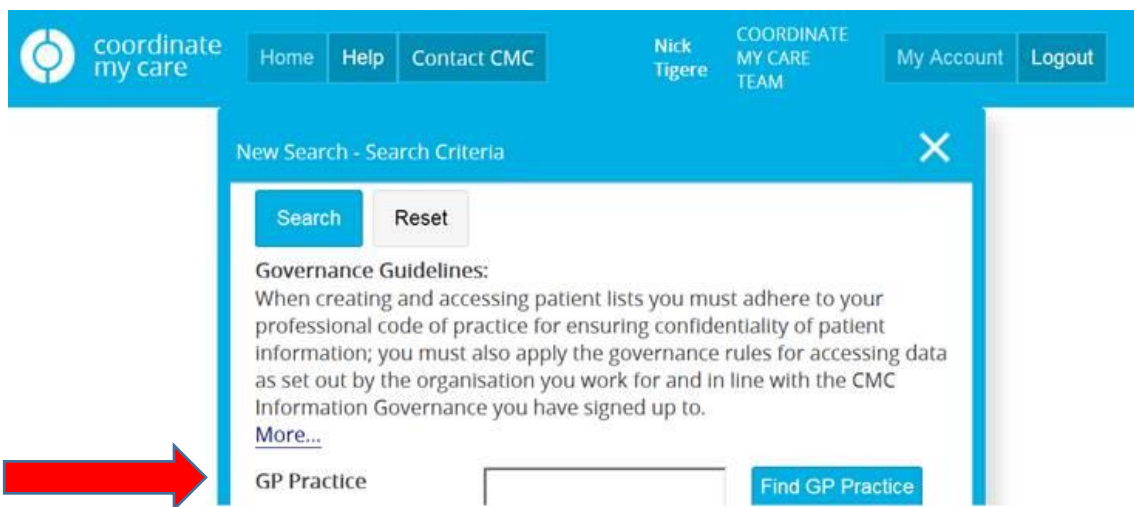 coordinate
my care
Home Help Contact CMC
Nick
Tigere
COORDINATE
MY CARE
TEAM
My Account Logout
New Search - Search Criteria
Search Reset
Governance Guidelines:
When creating and accessing patient lists you must adhere to your
professional code of practice for ensuring confidentiality of patient
information; you must also apply the governance rules for accessing data
as set out by the organisation you work for and in line with the CMC
Information Governance you have signed up to.
More...
GP Practice Find GP Practice